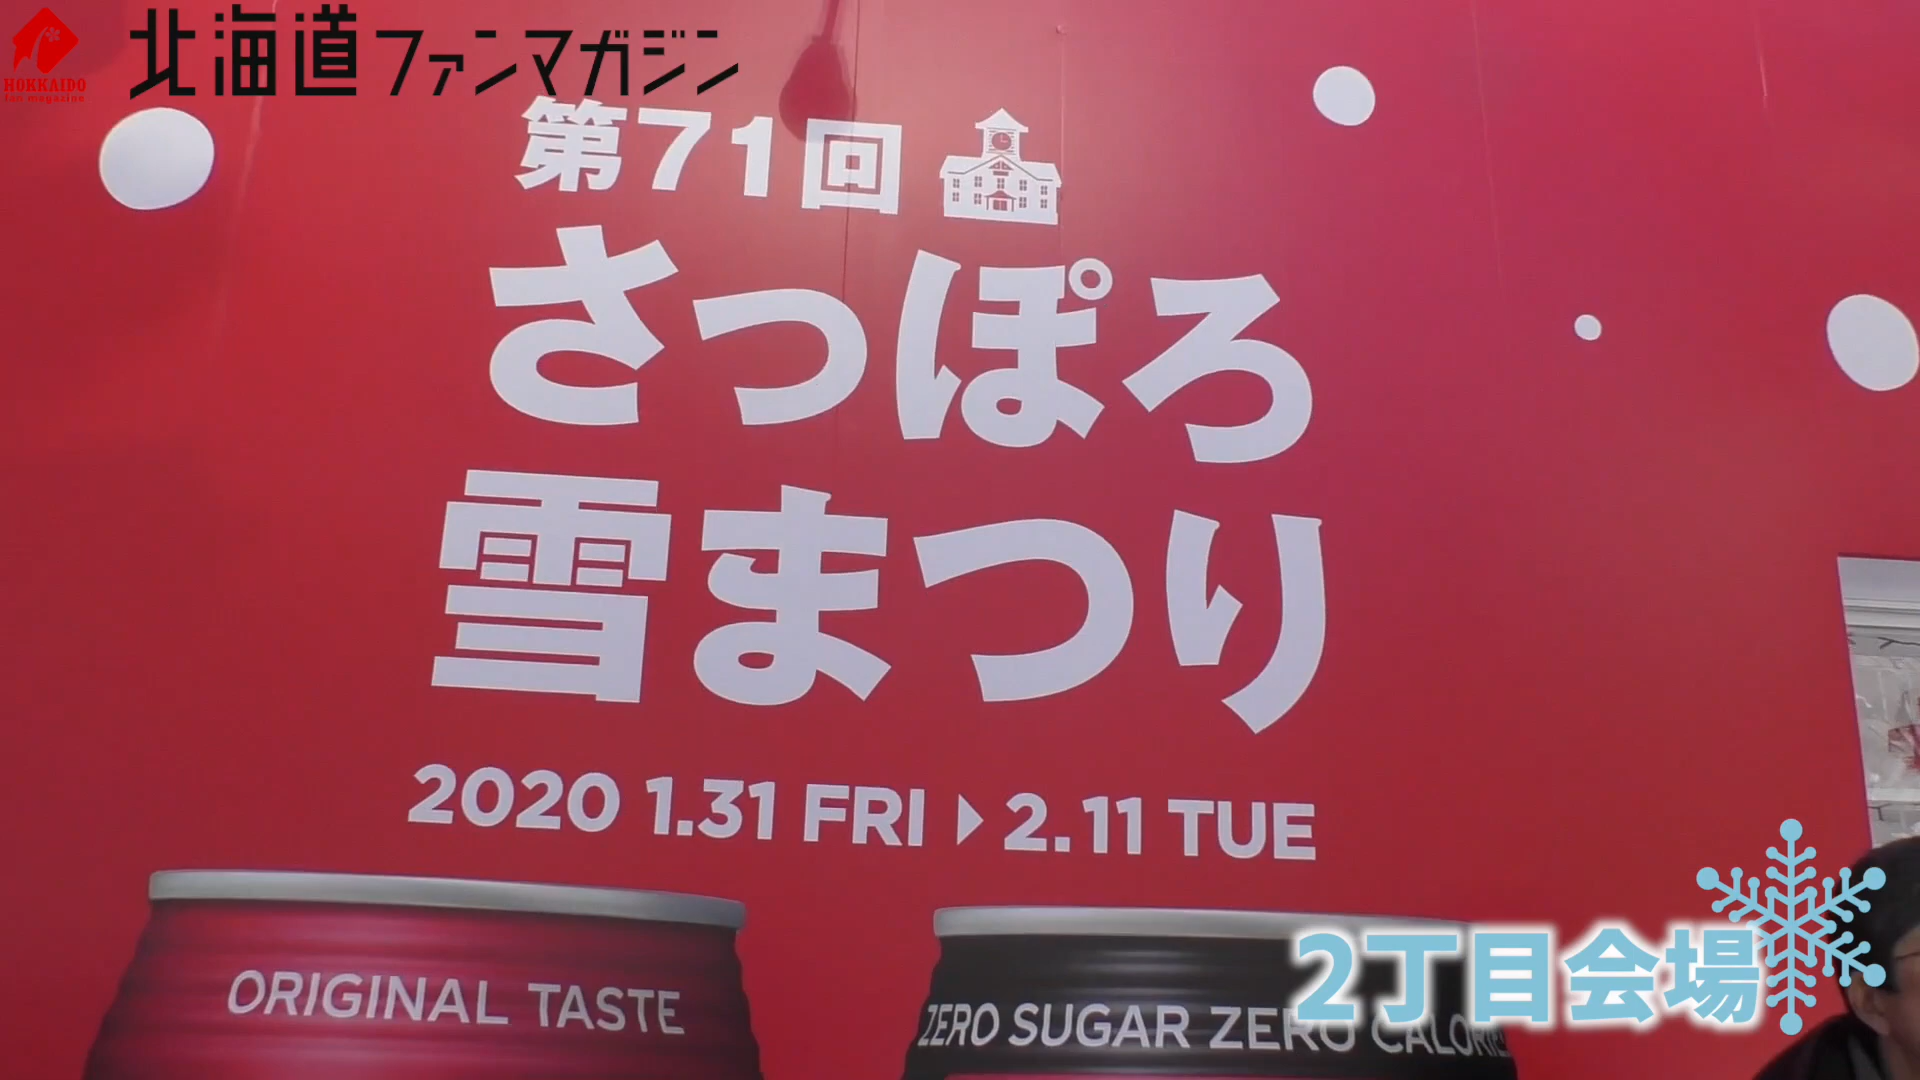 HOKKAIDO
fan magazine
北海道ファンマガジン
第71回
さっぽろ
雪まつり
2020 1.31 FRI ▶ 2.11 TUE
ORIGINAL TASTE
ZERO SUGAR ZERO CALORIE
2丁目会場